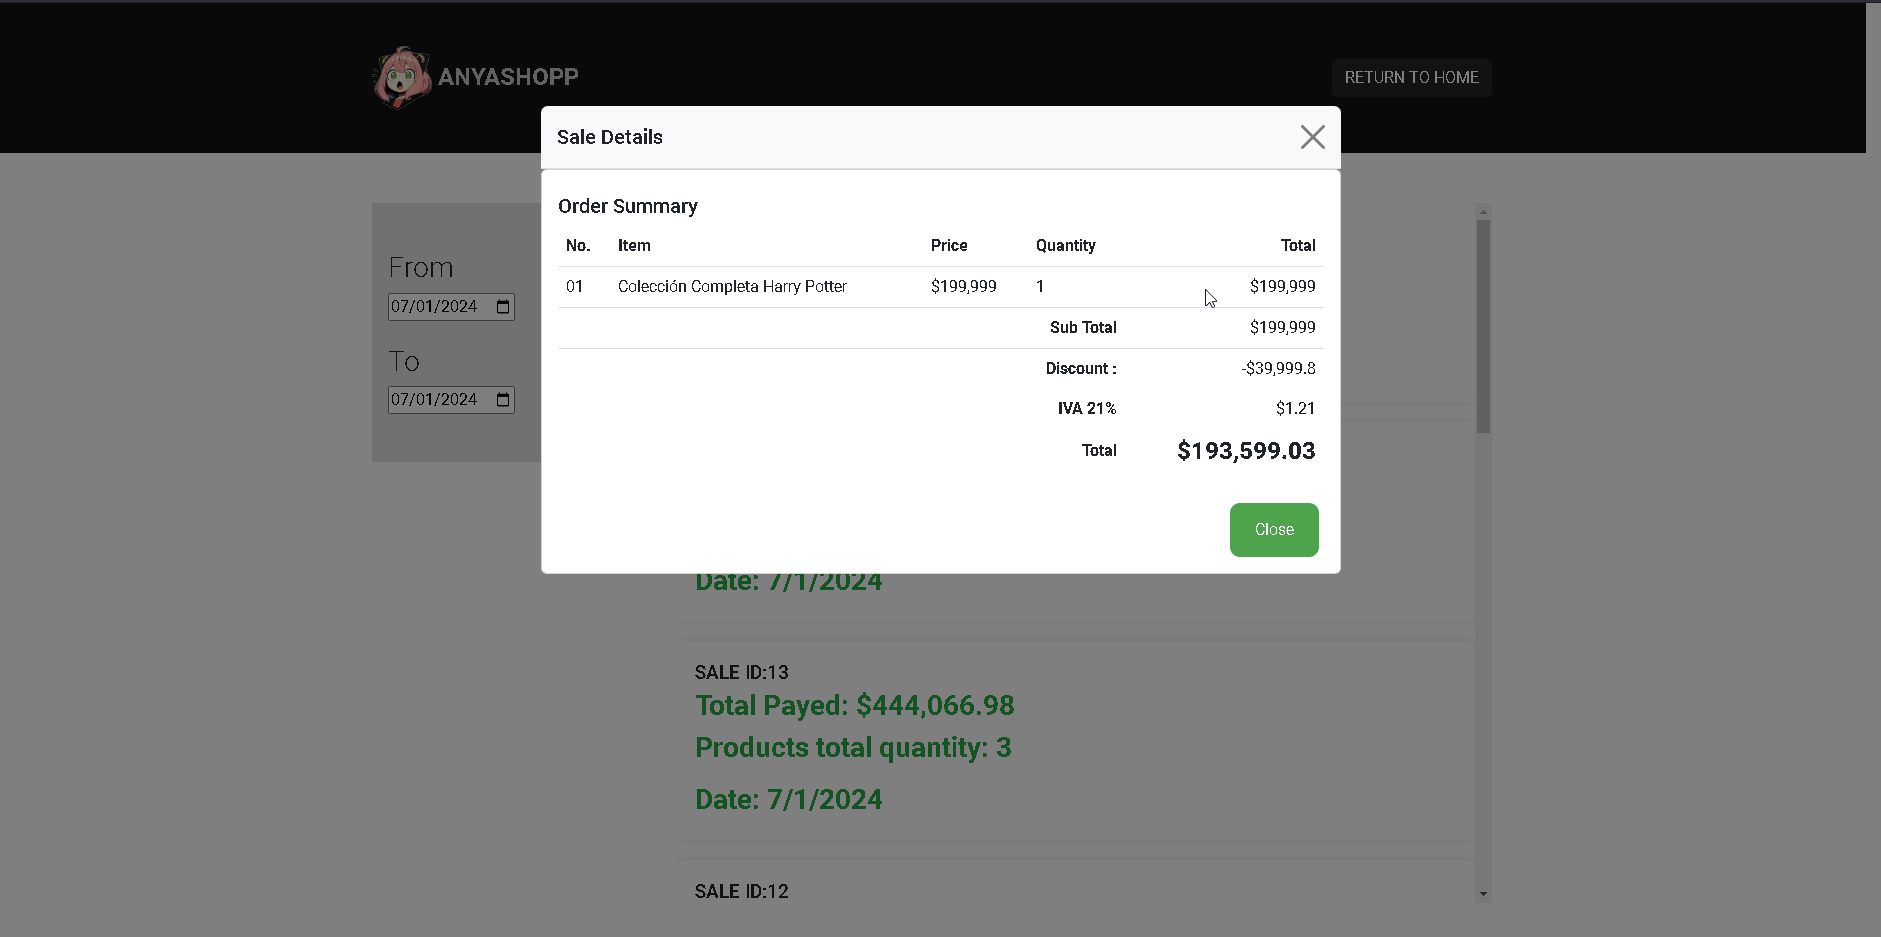 ANYASHOPP
RETURN TO HOME
Sale Details
Order Summary
No. Item Price Quantity Total
01 Colección Completa Harry Potter $199,999 1 $199,999
Sub Total $199,999
Discount : -$39,999.8
IVA 21% $1.21
Total $193,599.03
Close
From
07/01/2024
To
07/01/2024
Date: 7/1/2024
SALE ID:13
Total Payed: $444,066.98
Products total quantity: 3
Date: 7/1/2024
SALE ID:12